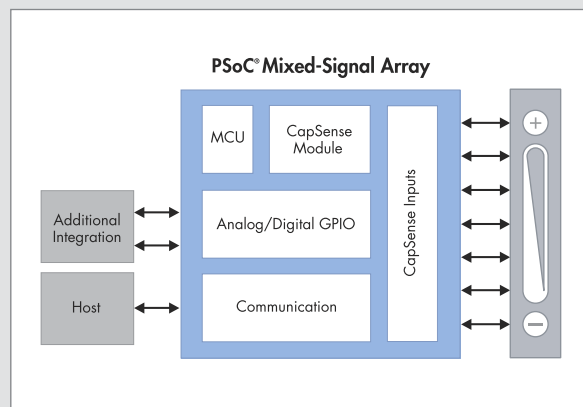 PSoC® Mixed-Signal Array
MCU
CapSense
Module
CapSense Inputs
Additional
Integration
Analog/Digital GPIO
Host
Communication
+
−